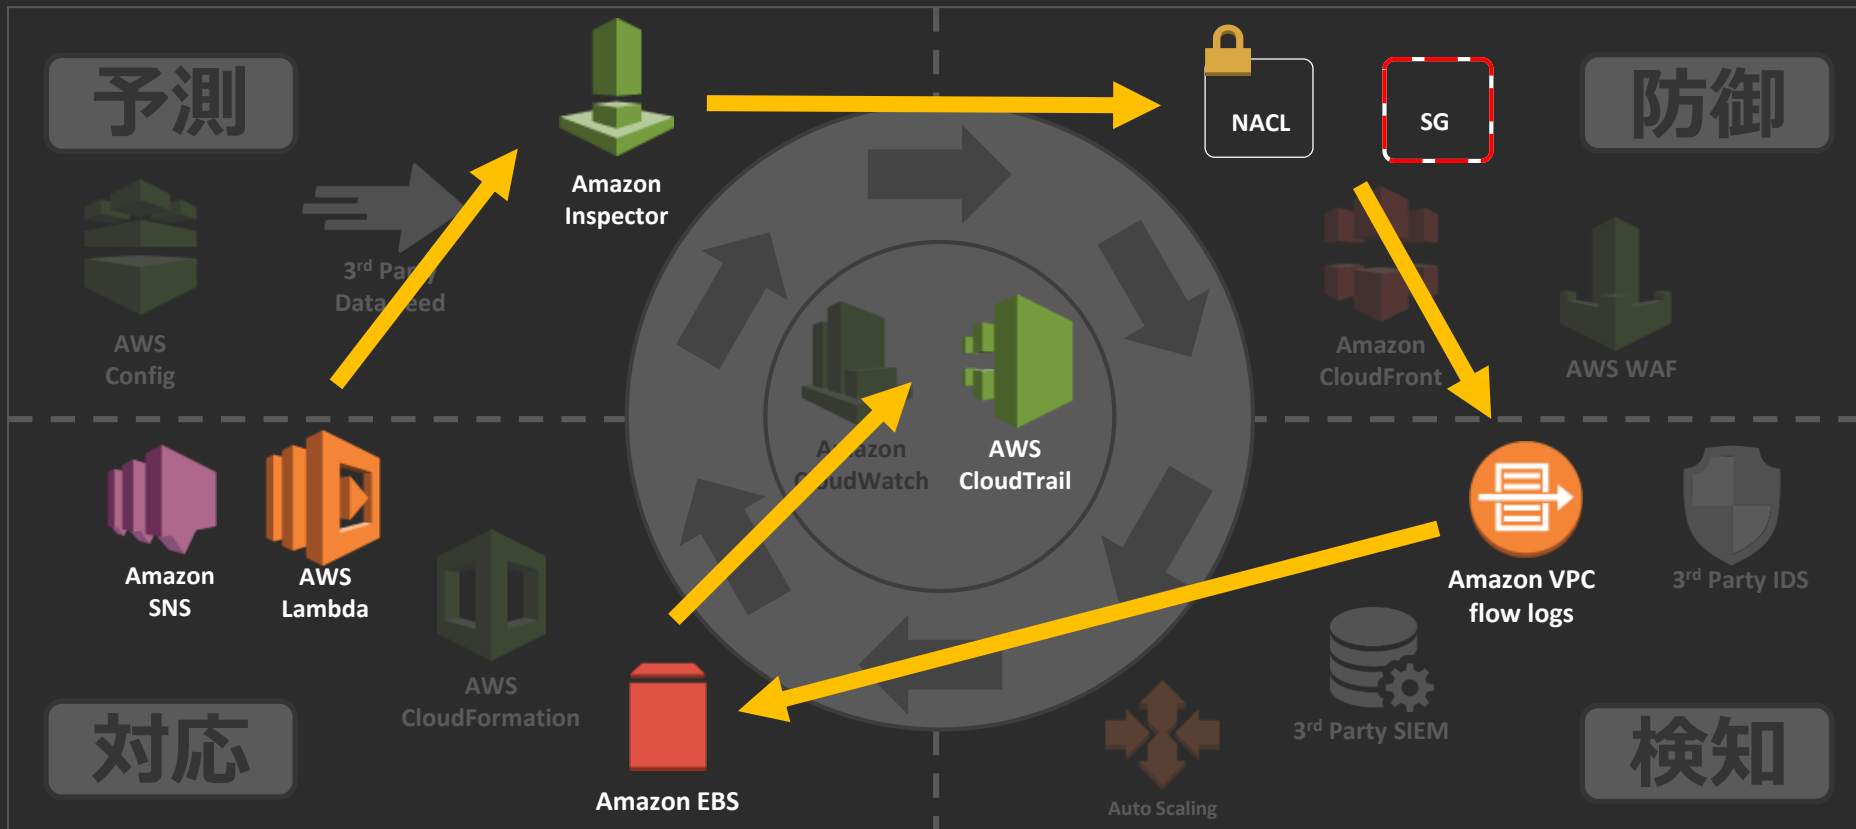 予測
Amazon
Inspector
NACL
SG
防御
AWS
Config
3rd Party
Data Feed
Amazon
CloudFront
AWS WAF
Amazon
CloudWatch
AWS
CloudTrail
Amazon
SNS
AWS
Lambda
AWS
CloudFormation
Amazon EBS
対応
Amazon VPC
flow logs
3rd Party IDS
3rd Party SIEM
Auto Scaling
検知